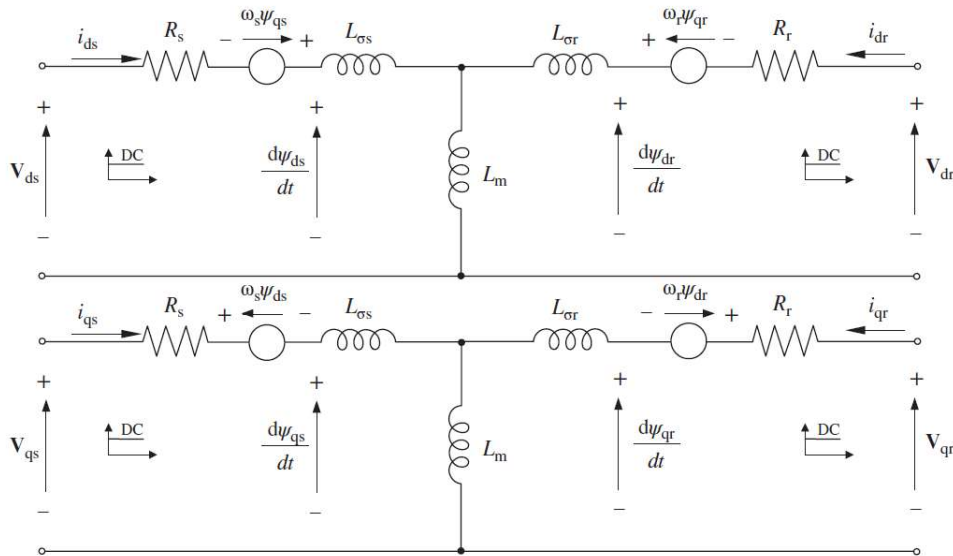 ω_sψ_qs ω_rψ_qr
i_ds R_s − + L_σs L_σr + − R_r i_dr
+ + + +
V_ds DC dψ_ds/dt L_m dψ_dr/dt DC V_dr
− − − −
ω_sψ_ds ω_rψ_dr
i_qs R_s + − L_σs L_σr − + R_r i_qr
+ + + +
V_qs DC dψ_qs/dt L_m dψ_qr/dt DC V_qr
− − − −